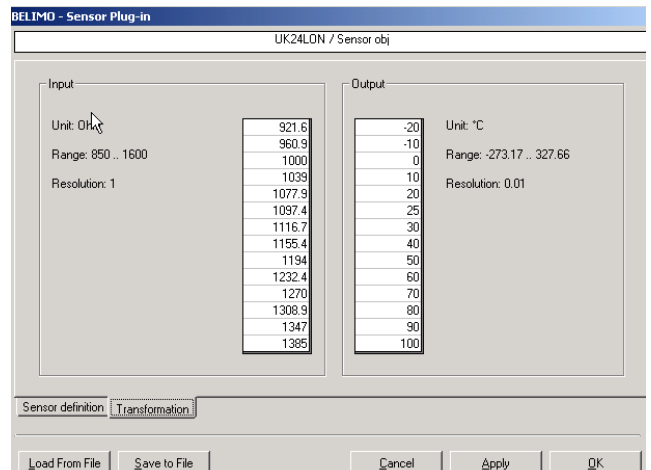 BELIMO - Sensor Plug-in
UK24LON / Sensor obj
Input
Unit: Ohm
Range: 850 .. 1600
Resolution: 1
921.6
960.9
1000
1039
1077.9
1097.4
1116.7
1155.4
1194
1232.4
1270
1308.9
1347
1385
Output
-20
-10
0
10
20
25
30
40
50
60
70
80
90
100
Unit: °C
Range: -273.17 .. 327.66
Resolution: 0.01
Sensor definition Transformation
Load From File Save to File Cancel Apply OK